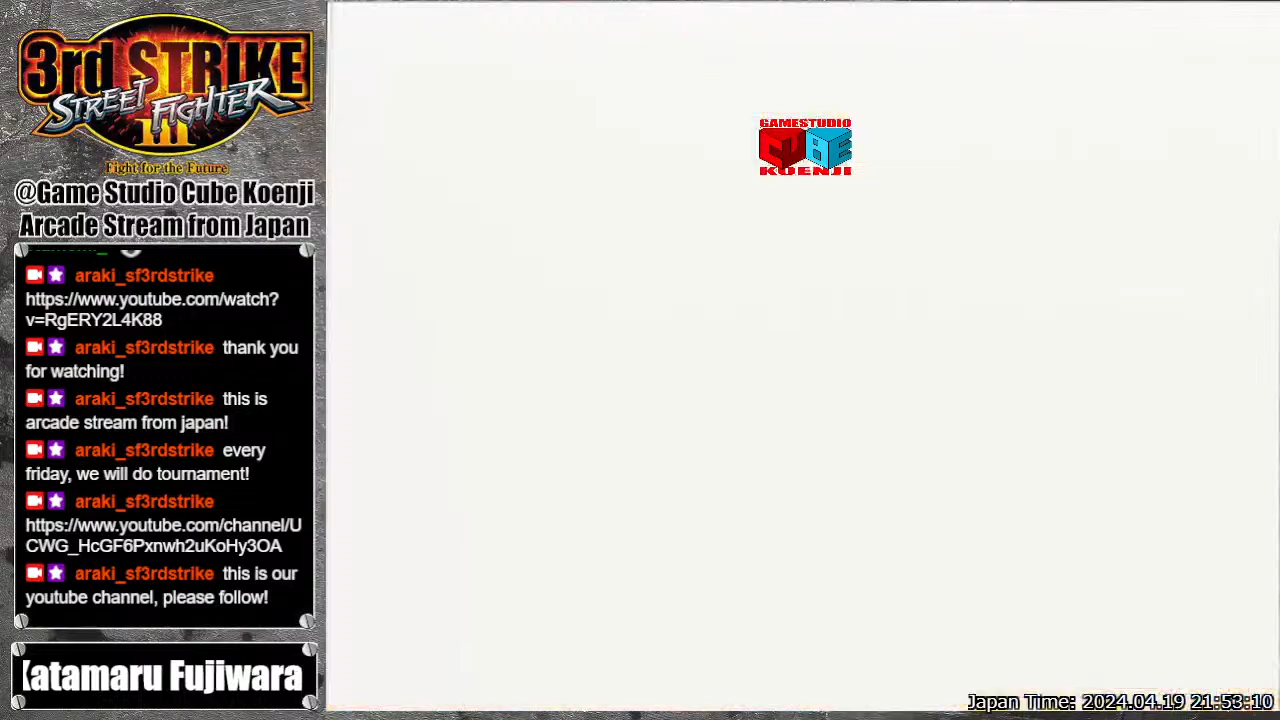 3rd STRIKE
STREET FIGHTER
III
Fight for the Future
@Game Studio Cube Koenji
Arcade Stream from Japan
araki_sf3rdstrike
https://www.youtube.com/watch?
v=RgERY2L4K88
araki_sf3rdstrike thank you
for watching!
araki_sf3rdstrike this is
arcade stream from japan!
araki_sf3rdstrike every
friday, we will do tournament!
araki_sf3rdstrike
https://www.youtube.com/channel/U
CWG_HcGF6Pxnwh2uKoHy3OA
araki_sf3rdstrike this is our
youtube channel, please follow!
Katamaru Fujiwara
GAMESTUDIO
CUBE
KOENJI
Japan Time: 2024.04.19 21:53:10